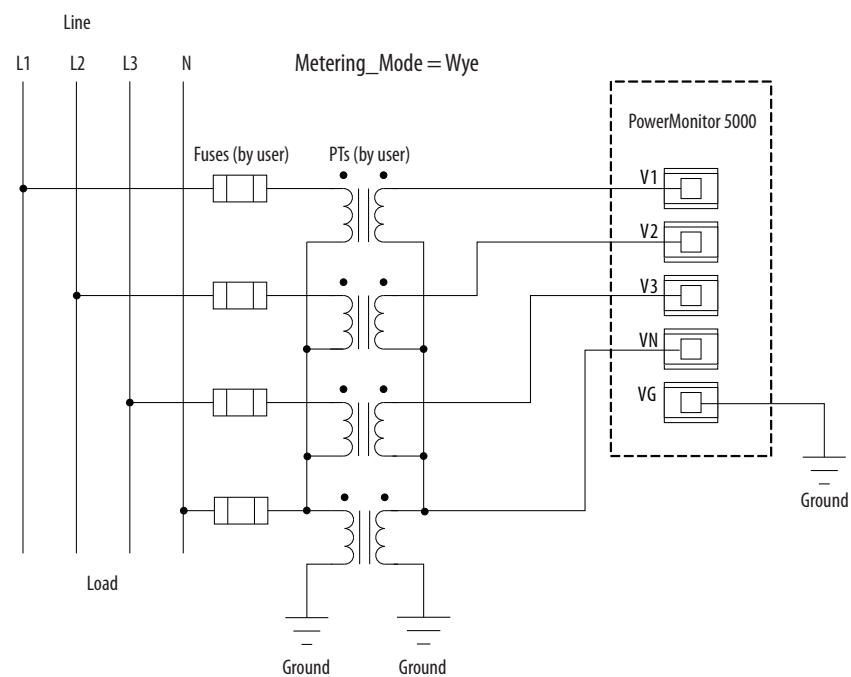 Line
L1 L2 L3 N
Metering_Mode = Wye
PowerMonitor 5000
Fuses (by user) PTs (by user)
V1
V2
V3
VN
VG
Ground
Load
Ground Ground